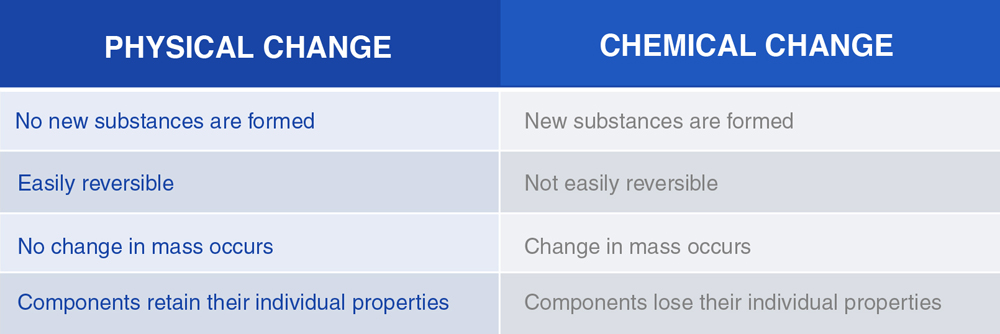 PHYSICAL CHANGE CHEMICAL CHANGE
No new substances are formed New substances are formed
Easily reversible Not easily reversible
No change in mass occurs Change in mass occurs
Components retain their individual properties Components lose their individual properties